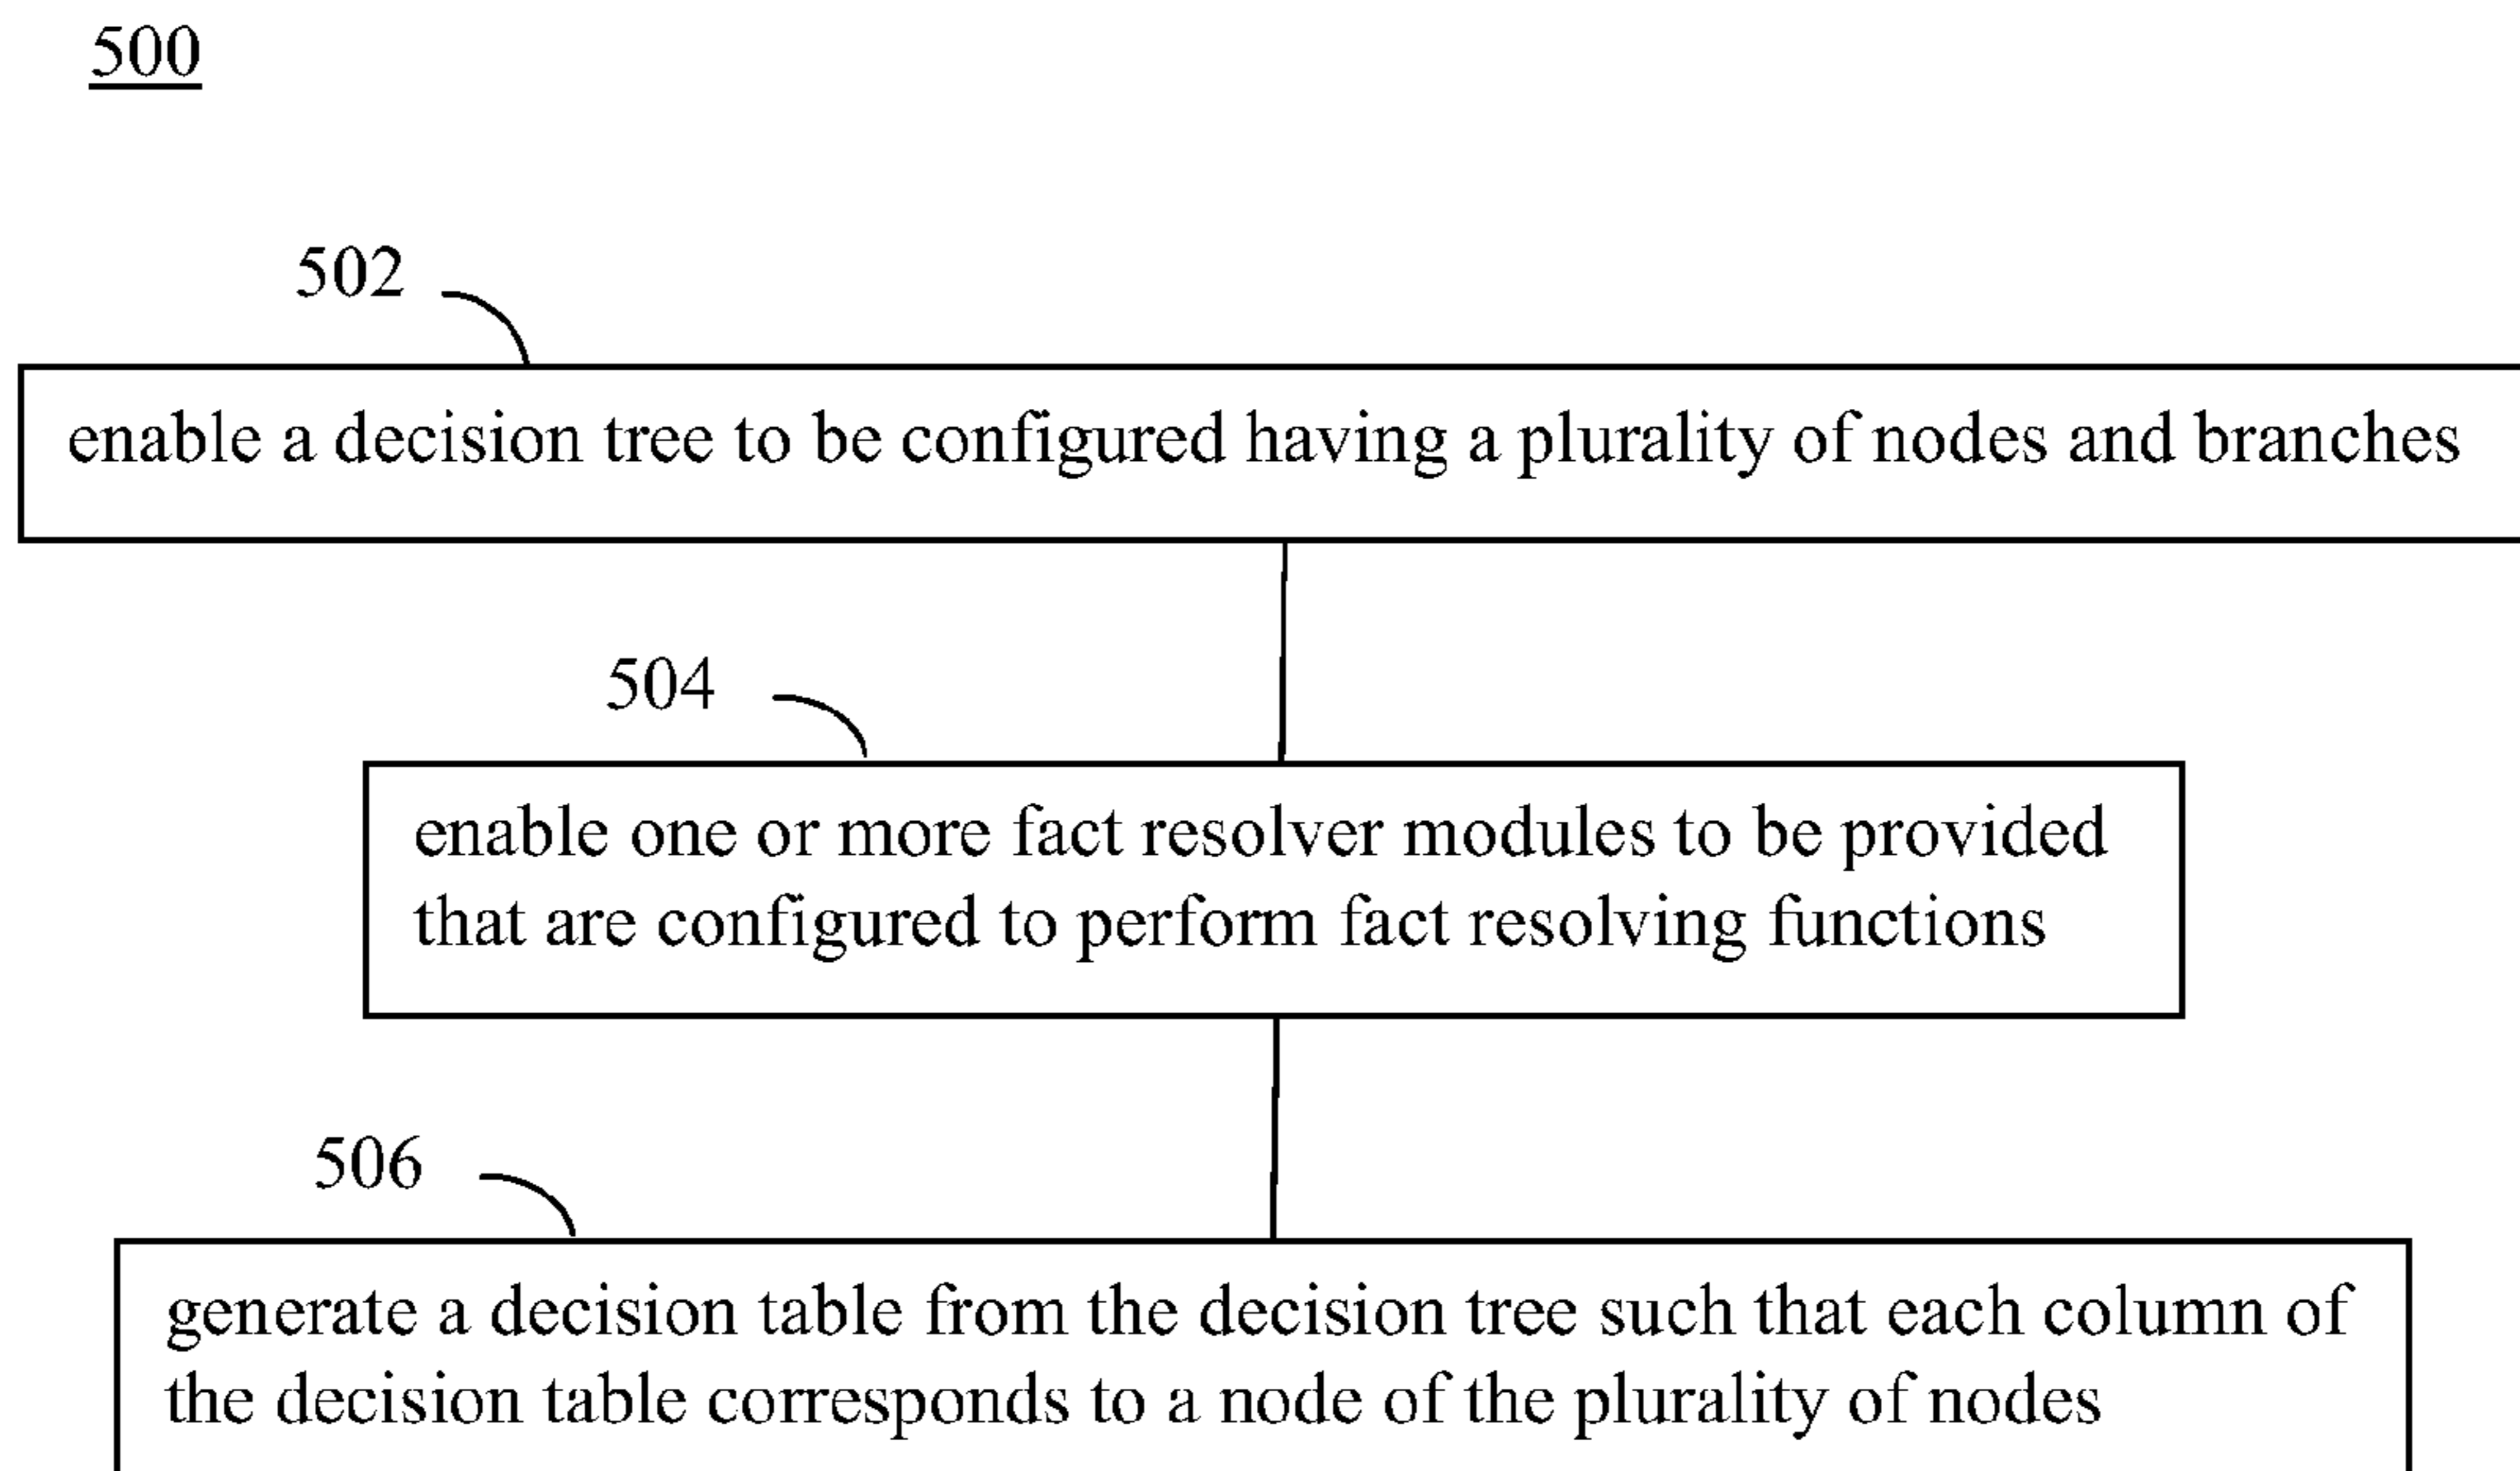 500
502
enable a decision tree to be configured having a plurality of nodes and branches
504
enable one or more fact resolver modules to be provided
that are configured to perform fact resolving functions
506
generate a decision table from the decision tree such that each column of
the decision table corresponds to a node of the plurality of nodes